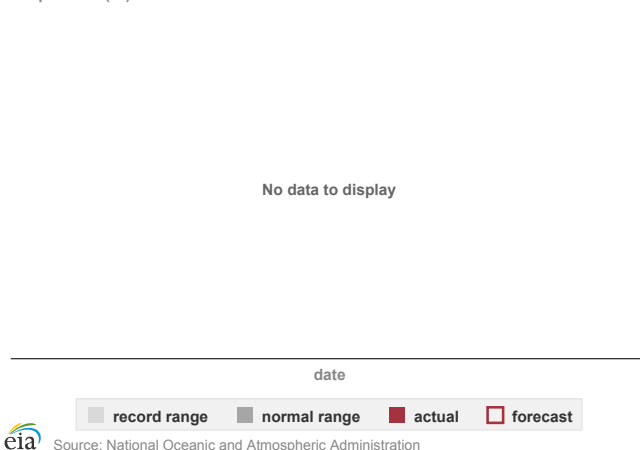 No data to display
date
record range normal range actual forecast
eia
Source: National Oceanic and Atmospheric Administration